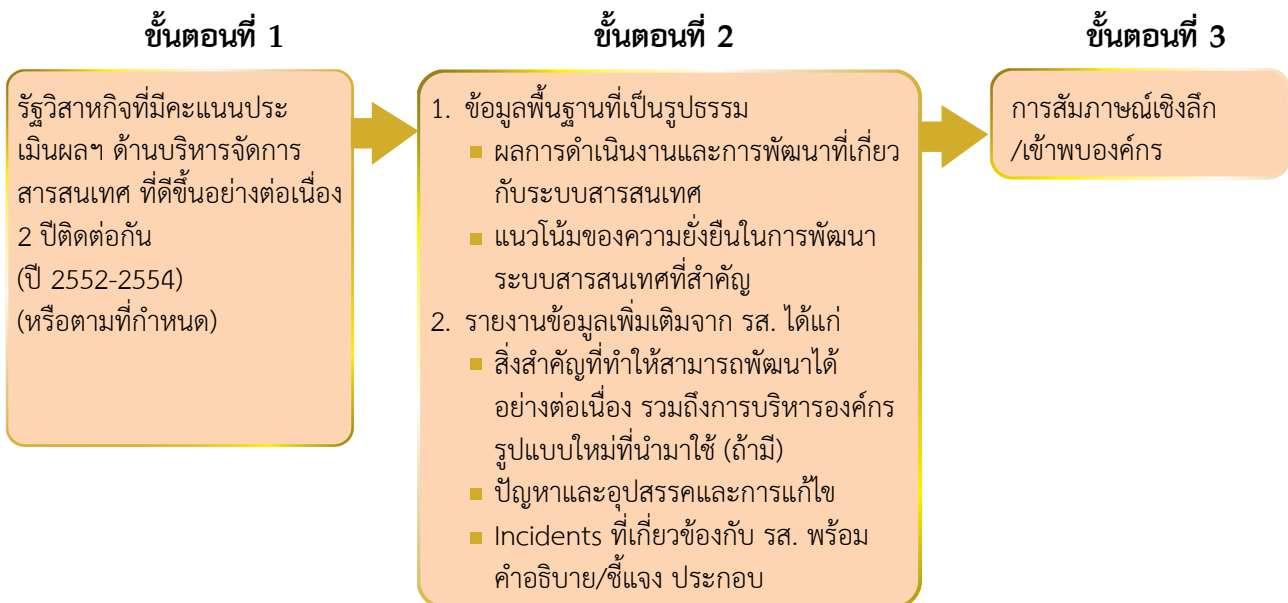 ขั้นตอนที่ 1
รัฐวิสาหกิจที่มีคะแนนประ
เมินผลฯ ด้านบริหารจัดการ
สารสนเทศ ที่ดีขึ้นอย่างต่อเนื่อง
2 ปีติดต่อกัน
(ปี 2552-2554)
(หรือตามที่กำหนด)
ขั้นตอนที่ 2
1. ข้อมูลพื้นฐานที่เป็นรูปธรรม
▪ ผลการดำเนินงานและการพัฒนาที่เกี่ยว
กับระบบสารสนเทศ
▪ แนวโน้มของความยั่งยืนในการพัฒนา
ระบบสารสนเทศที่สำคัญ
2. รายงานข้อมูลเพิ่มเติมจาก รส. ได้แก่
▪ สิ่งสำคัญที่ทำให้สามารถพัฒนาได้
อย่างต่อเนื่อง รวมถึงการบริหารองค์กร
รูปแบบใหม่ที่นำมาใช้ (ถ้ามี)
▪ ปัญหาและอุปสรรคและการแก้ไข
▪ Incidents ที่เกี่ยวข้องกับ รส. พร้อม
คำอธิบาย/ชี้แจง ประกอบ
ขั้นตอนที่ 3
การสัมภาษณ์เชิงลึก
/เข้าพบองค์กร